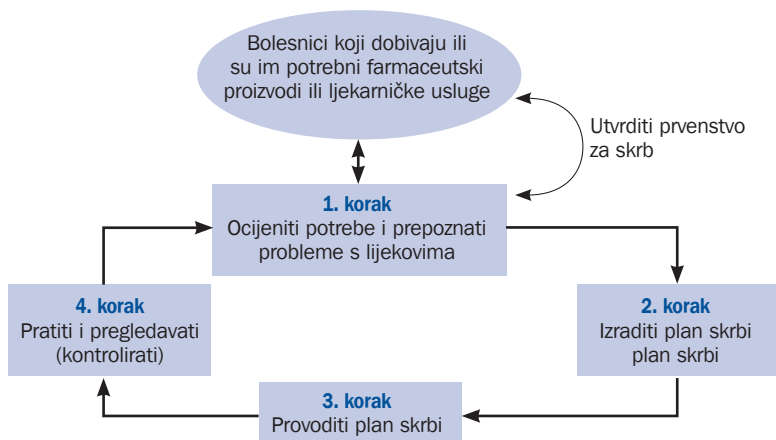 Bolesnici koji dobivaju ili
su im potrebni farmaceutski
proizvodi ili ljekarničke usluge
Utvrditi prvenstvo
za skrb
1. korak
Ocijeniti potrebe i prepoznati
probleme s lijekovima
2. korak
Izraditi plan skrbi
plan skrbi
3. korak
Provoditi plan skrbi
4. korak
Pratiti i pregledavati
(kontrolirati)